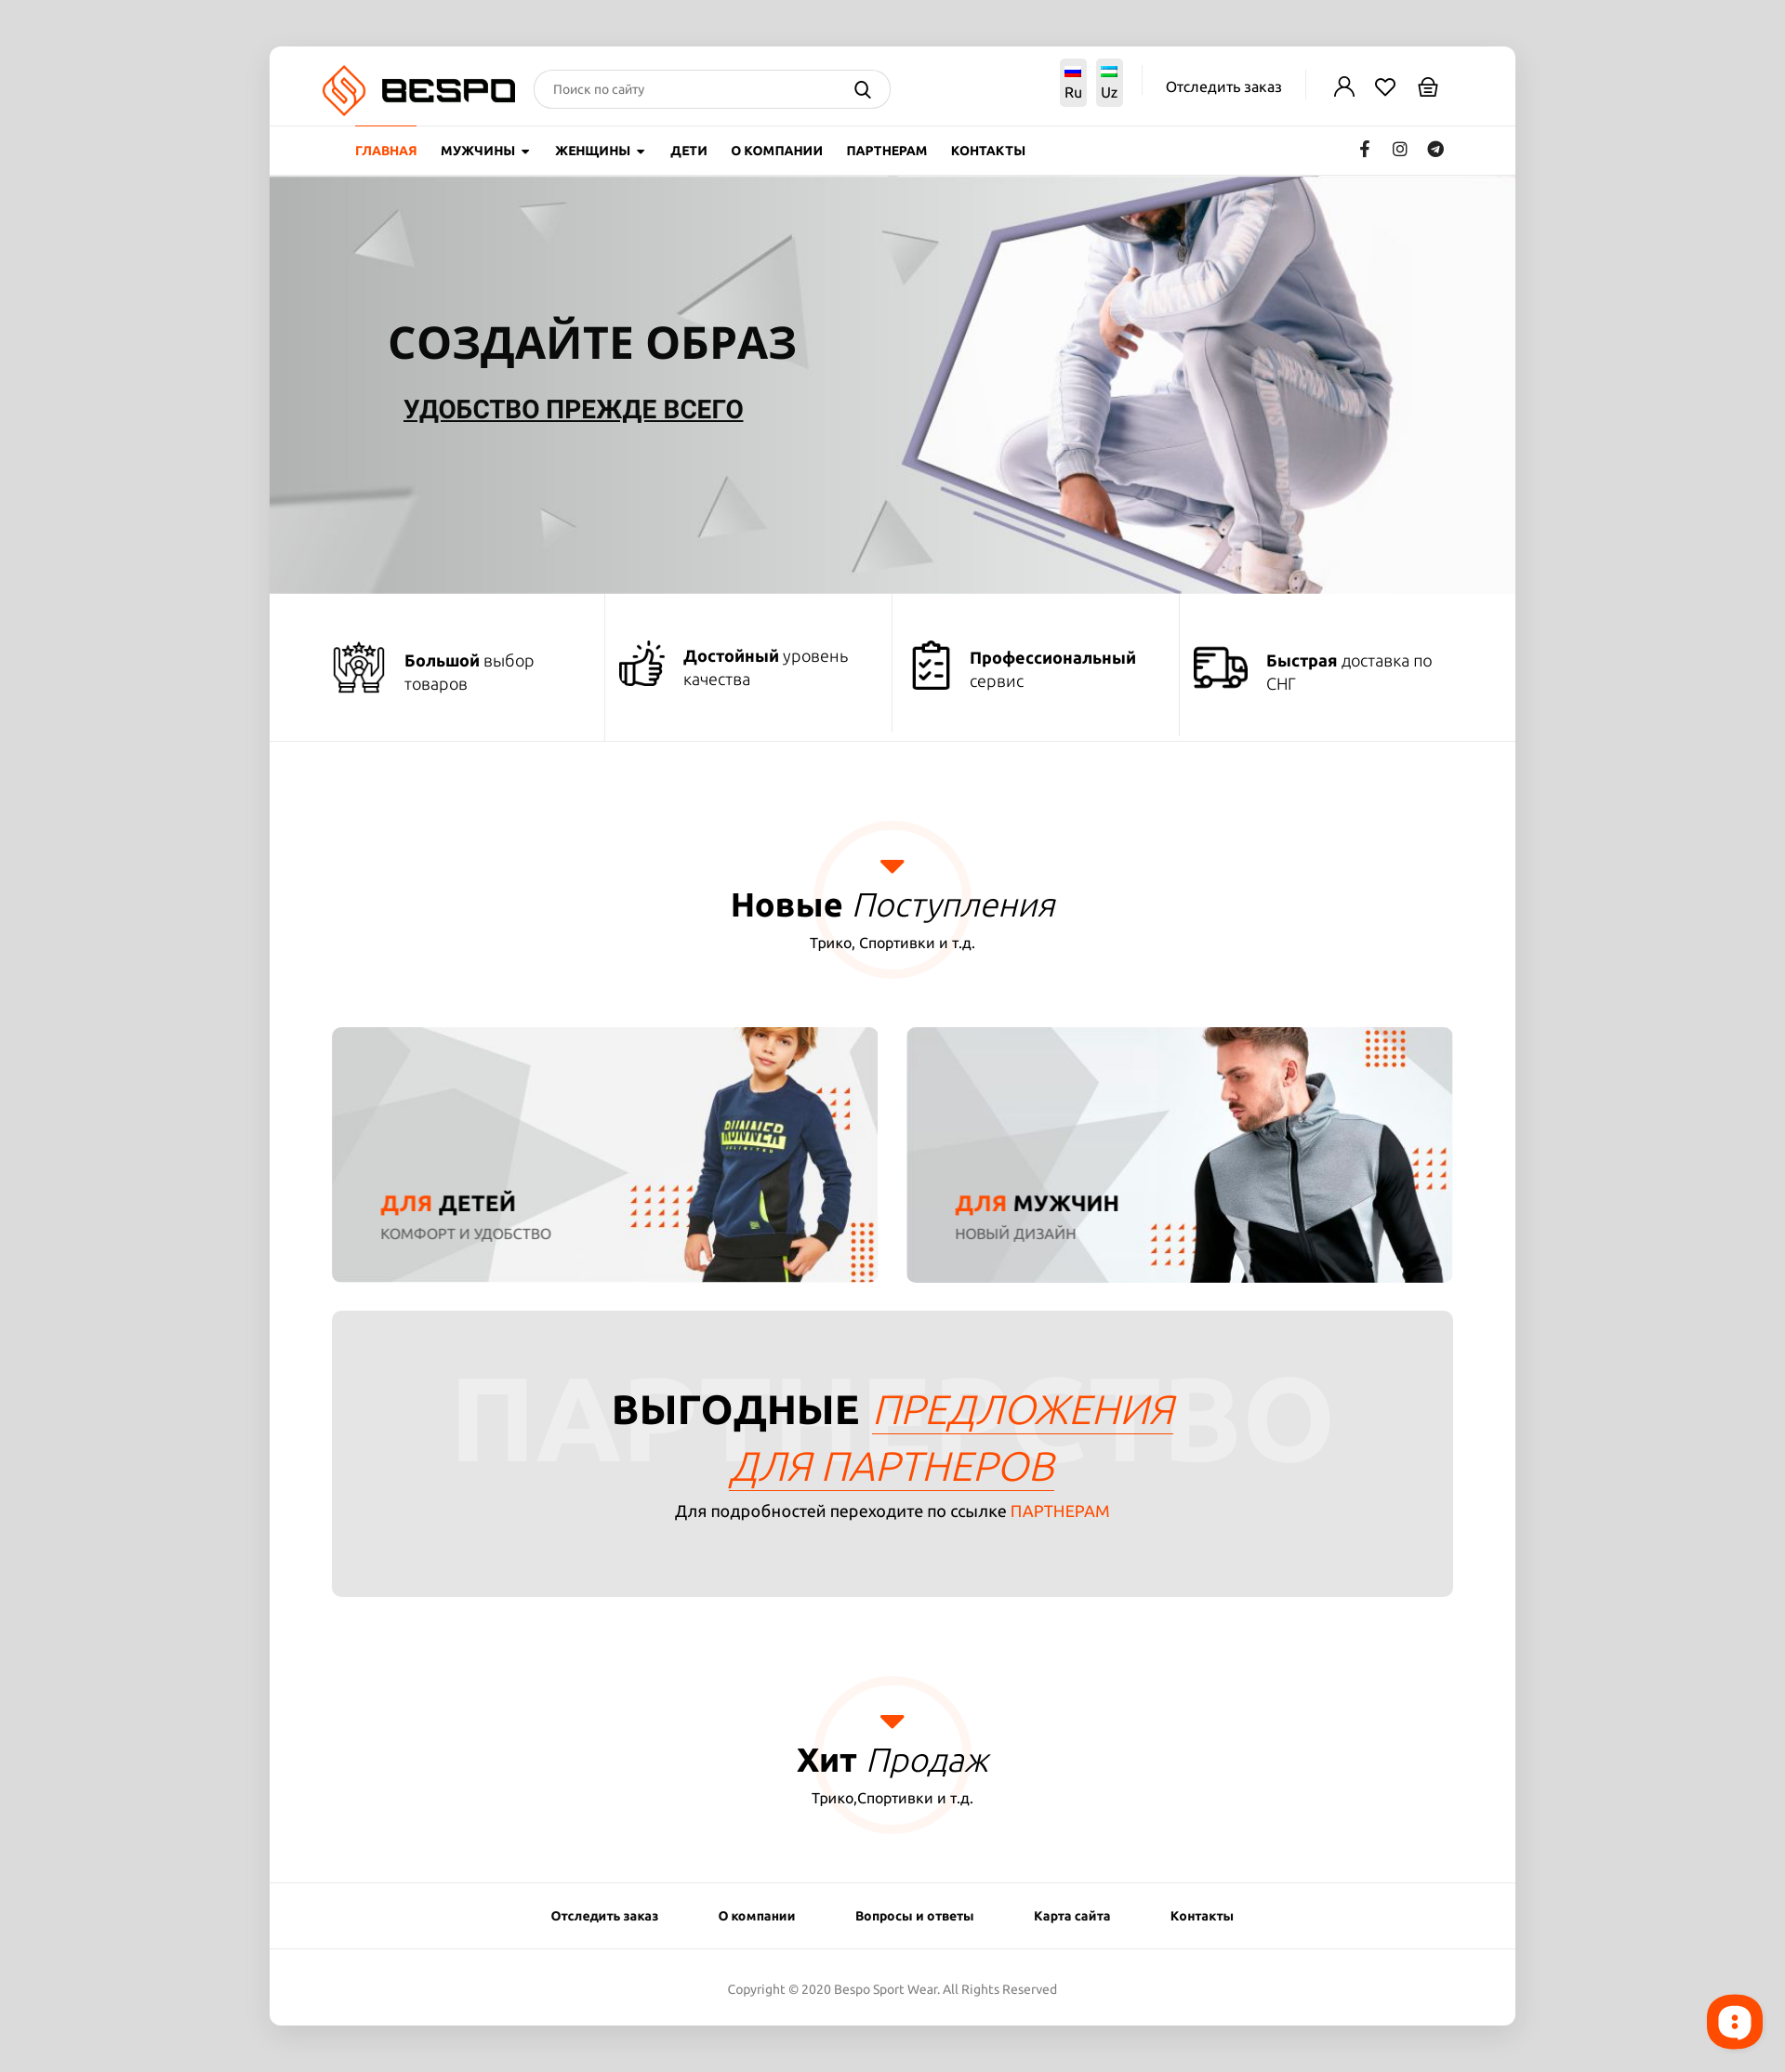 BESPO
Поиск по сайту
Ru
Uz
Отследить заказ
ГЛАВНАЯ
МУЖЧИНЫ
ЖЕНЩИНЫ
ДЕТИ
О КОМПАНИИ
ПАРТНЕРАМ
КОНТАКТЫ
СОЗДАЙТЕ ОБРАЗ
УДОБСТВО ПРЕЖДЕ ВСЕГО
Большой выбор
товаров
Достойный уровень
качества
Профессиональный
сервис
Быстрая доставка по
СНГ
Новые Поступления
Трико, Спортивки и т.д.
RUNNER
ДЛЯ ДЕТЕЙ
КОМФОРТ И УДОБСТВО
ДЛЯ МУЖЧИН
НОВЫЙ ДИЗАЙН
ПАРТНЕРСТВО
ВЫГОДНЫЕ ПРЕДЛОЖЕНИЯ
ДЛЯ ПАРТНЕРОВ
Для подробностей переходите по ссылке ПАРТНЕРАМ
Хит Продаж
Трико,Спортивки и т.д.
Отследить заказ
О компании
Вопросы и ответы
Карта сайта
Контакты
Copyright © 2020 Bespo Sport Wear. All Rights Reserved